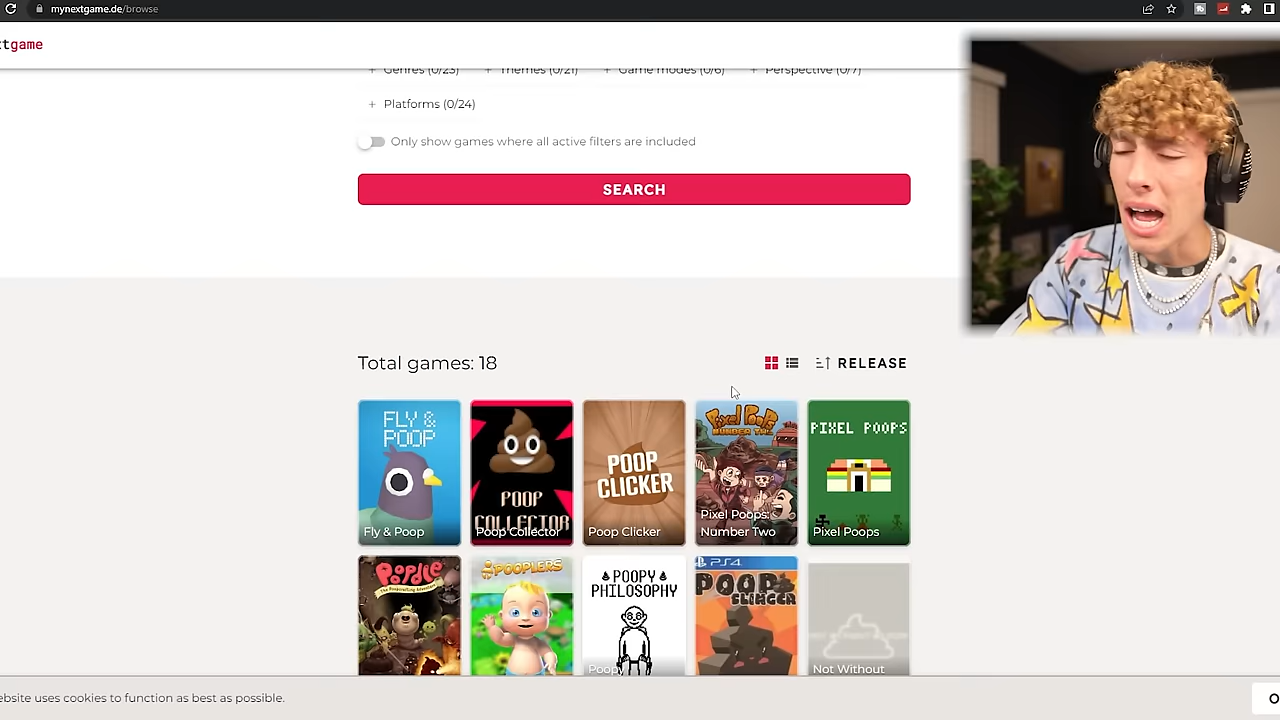 mynextgame.de/browse
tgame
+ Genres (0/23) + Themes (0/21) + Game modes (0/6) + Perspective (0/7)
+ Platforms (0/24)
Only show games where all active filters are included
SEARCH
Total games: 18
RELEASE
FLY &
POOP
Fly & Poop
POOP
COLLECTOR
Poop Collector
POOP
CLICKER
Poop Clicker
Pixel Poops
NUMBER TWO
Pixel Poops:
Number Two
PIXEL POOPS
Pixel Poops
Popdie
POOPLERS
POOPY
PHILOSOPHY
Poop
PS4
POOP
SLINGER
Not Without
ebsite uses cookies to function as best as possible.
O